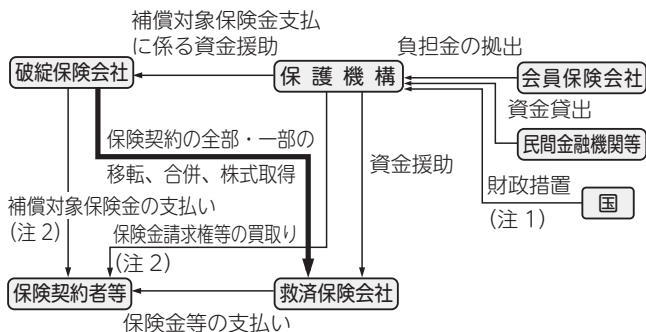 補償対象保険金支払
に係る資金援助
負担金の拠出
破綻保険会社
保護機構
会員保険会社
資金貸出
保険契約の全部・一部の
移転、合併、株式取得
民間金融機関等
資金援助
財政措置
(注1)
国
補償対象保険金の支払い
(注2)
保険金請求権等の買取り
(注2)
保険契約者等
救済保険会社
保険金等の支払い